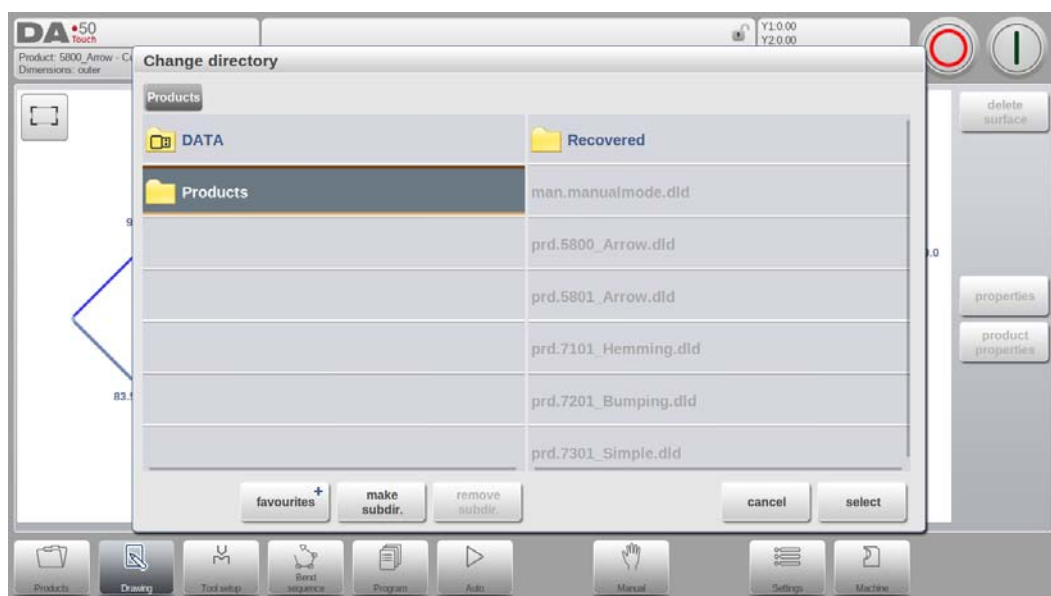 DA•50
Touch
Y1:0.00
Y2:0.00
Product: 5800_Arrow - C
Dimensions: outer
Change directory
Products
DATA
Recovered
Products
man.manualmode.dld
prd.5800_Arrow.dld
prd.5801_Arrow.dld
prd.7101_Hemming.dld
prd.7201_Bumping.dld
prd.7301_Simple.dld
favourites+
make
subdir.
remove
subdir.
cancel
select
delete
surface
properties
product
properties
9
.0
83.
Products
Drawing
Tool setup
Bend
sequence
Program
Auto
Manual
Settings
Machine